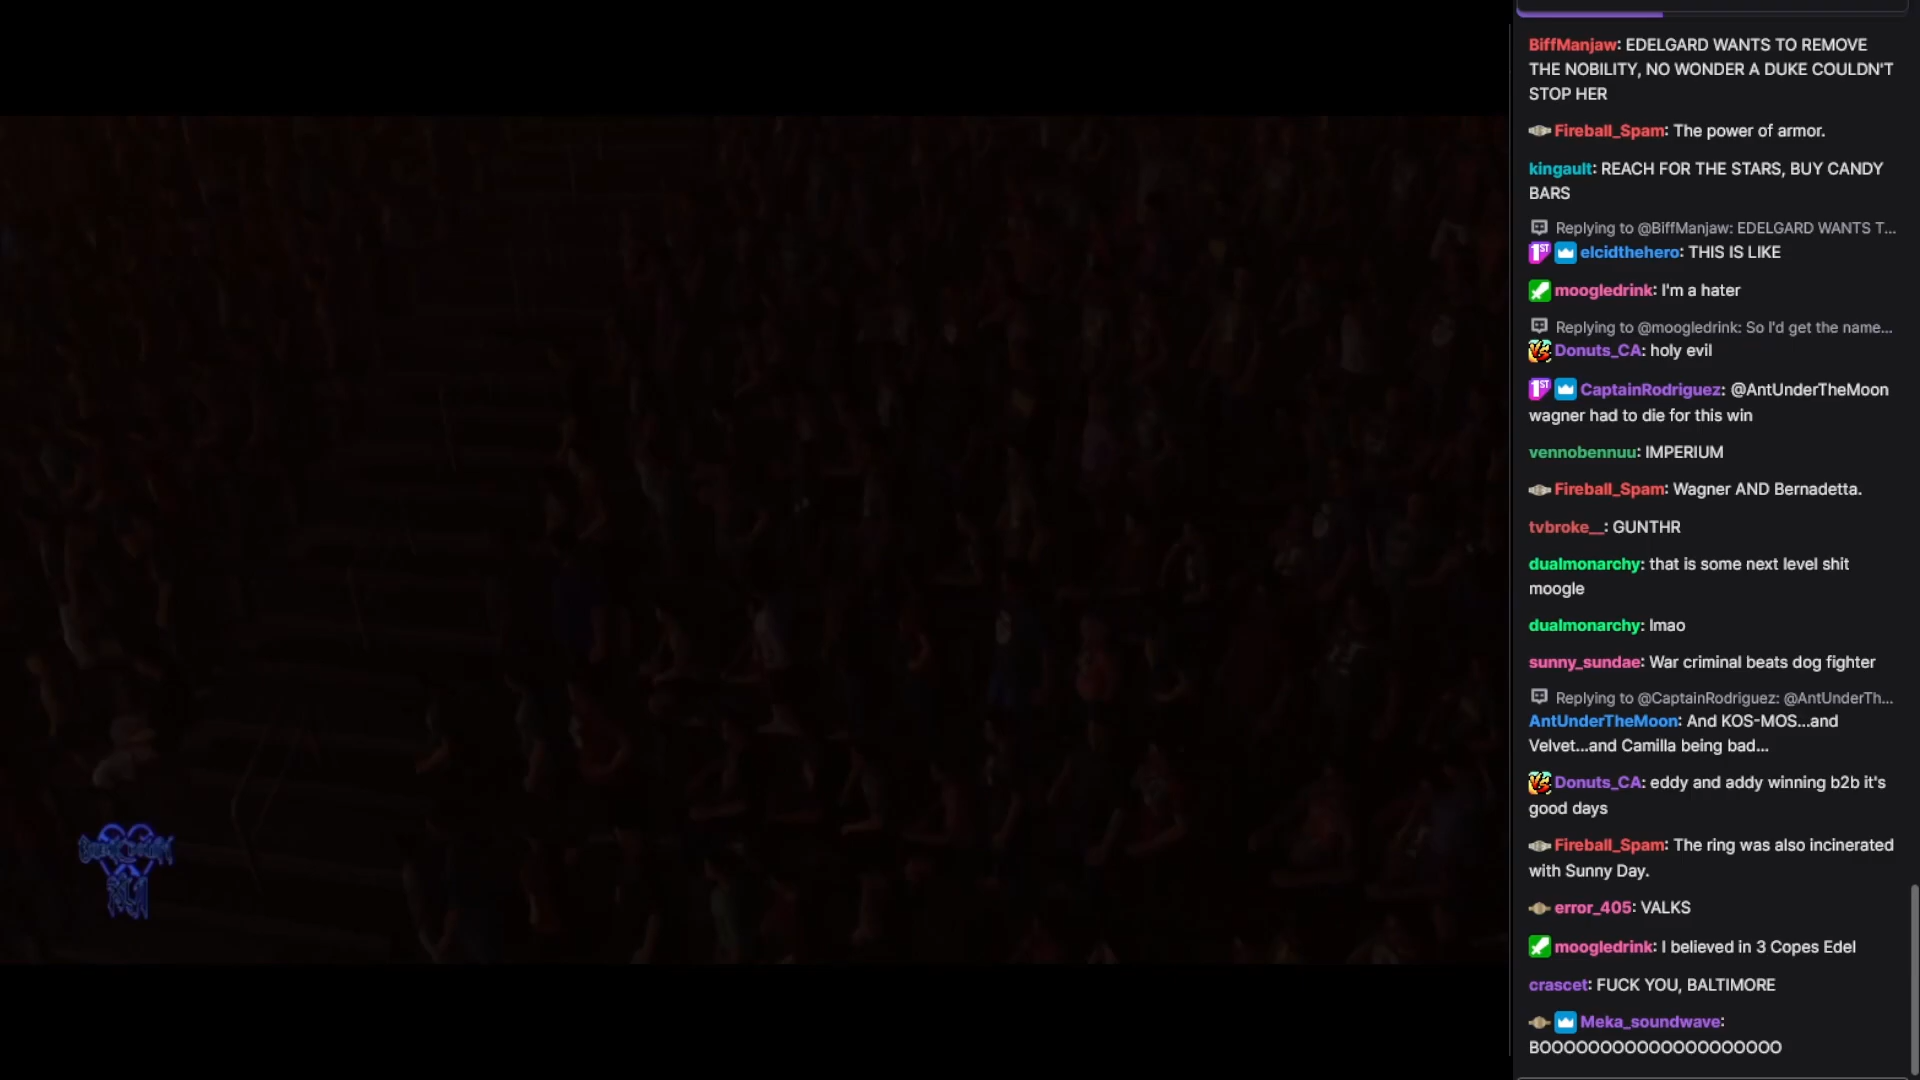 BiffManjaw: EDELGARD WANTS TO REMOVE
THE NOBILITY, NO WONDER A DUKE COULDN'T
STOP HER
Fireball_Spam: The power of armor.
kingault: REACH FOR THE STARS, BUY CANDY
BARS
Replying to @BiffManjaw: EDELGARD WANTS T...
1ST elcidthehero: THIS IS LIKE
moogledrink: I'm a hater
Replying to @moogledrink: So I'd get the name...
VS Donuts_CA: holy evil
1ST CaptainRodriguez: @AntUnderTheMoon
wagner had to die for this win
vennobennuu: IMPERIUM
Fireball_Spam: Wagner AND Bernadetta.
tvbroke__: GUNTHR
dualmonarchy: that is some next level shit
moogle
dualmonarchy: lmao
sunny_sundae: War criminal beats dog fighter
Replying to @CaptainRodriguez: @AntUnderTh...
AntUnderTheMoon: And KOS-MOS...and
Velvet...and Camilla being bad...
VS Donuts_CA: eddy and addy winning b2b it's
good days
Fireball_Spam: The ring was also incinerated
with Sunny Day.
error_405: VALKS
moogledrink: I believed in 3 Copes Edel
crascet: FUCK YOU, BALTIMORE
Meka_soundwave:
BOOOOOOOOOOOOOOOOOOOO